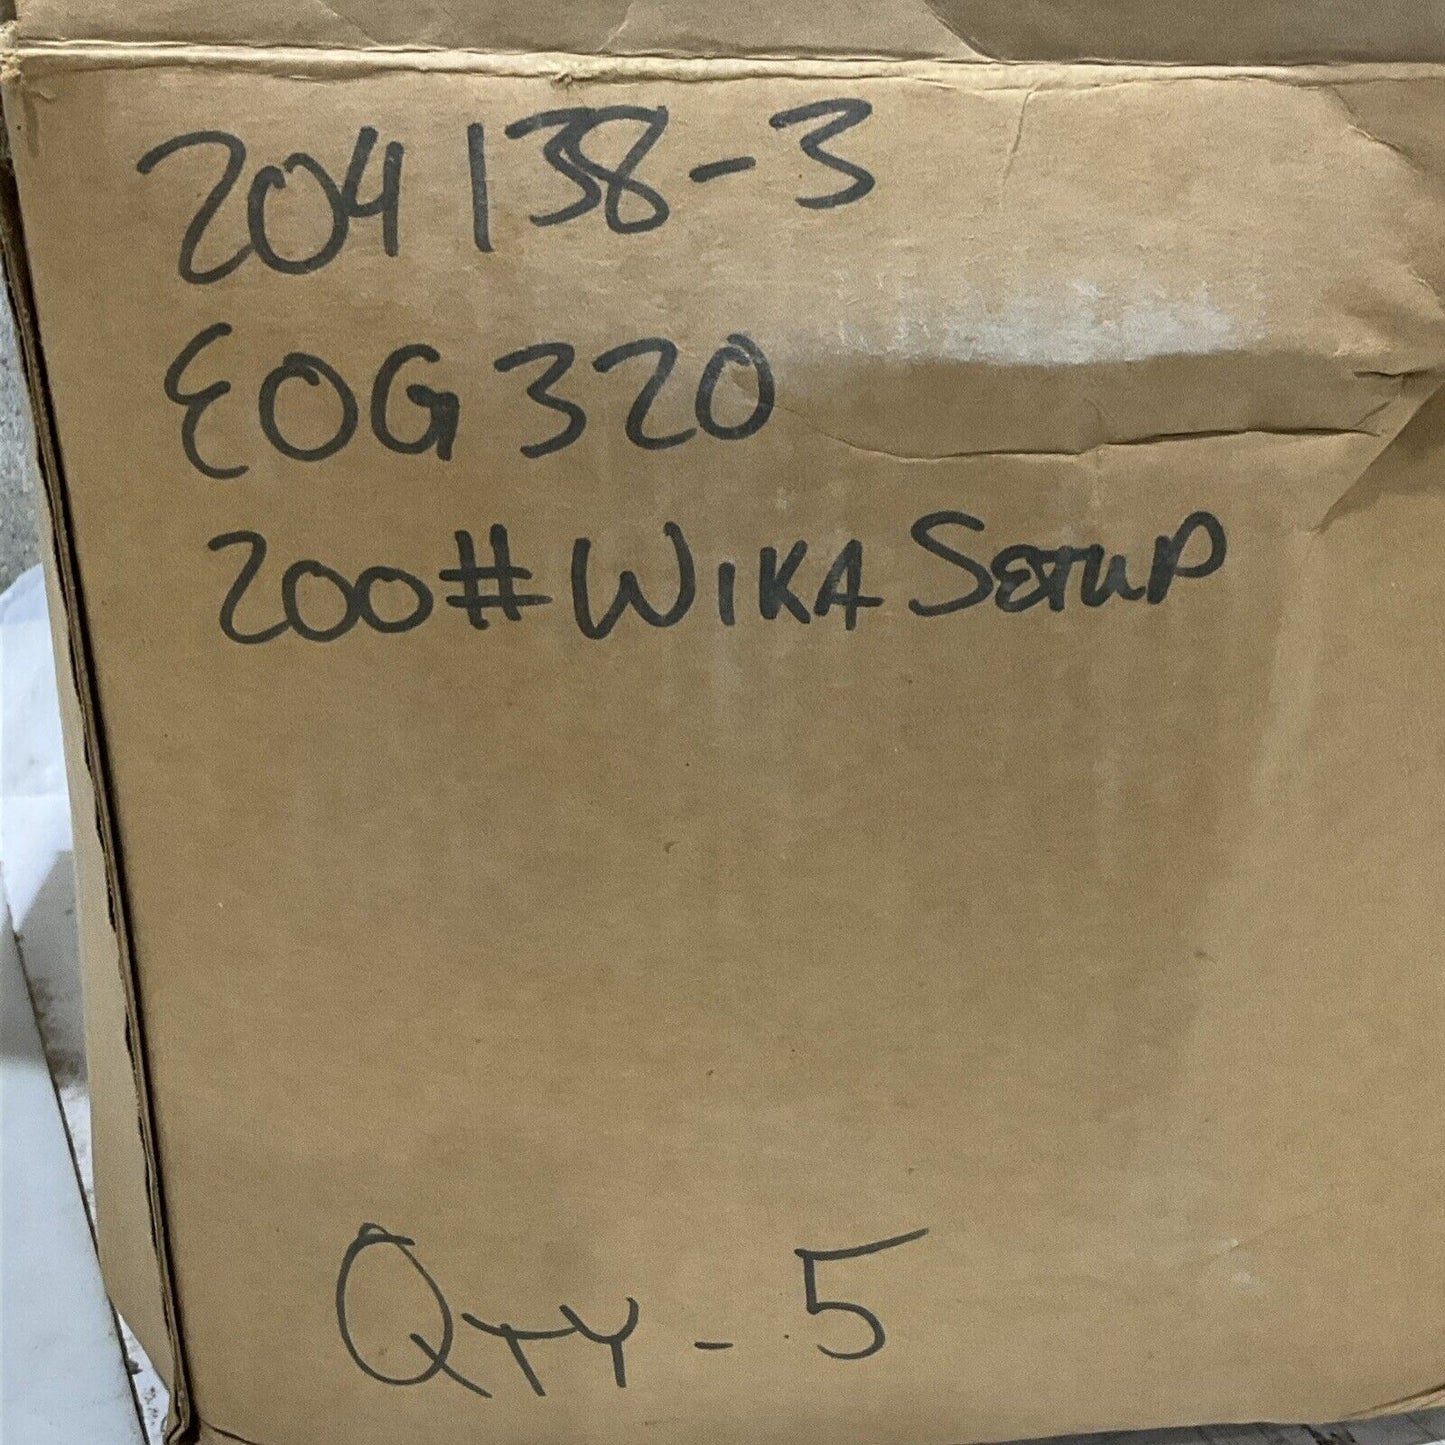 204138-3
EOG320
200# WIKA SETUP
QTY - 5